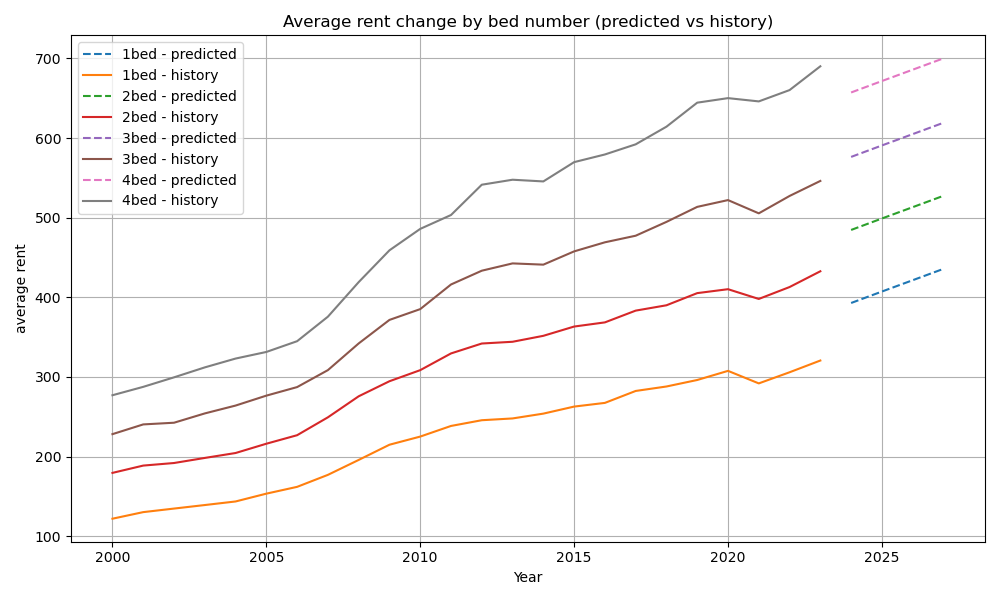 Average rent change by bed number (predicted vs history)
1bed - predicted
1bed - history
2bed - predicted
2bed - history
3bed - predicted
3bed - history
4bed - predicted
4bed - history
average rent
700
600
500
400
300
200
100
2000 2005 2010 2015 2020 2025
Year